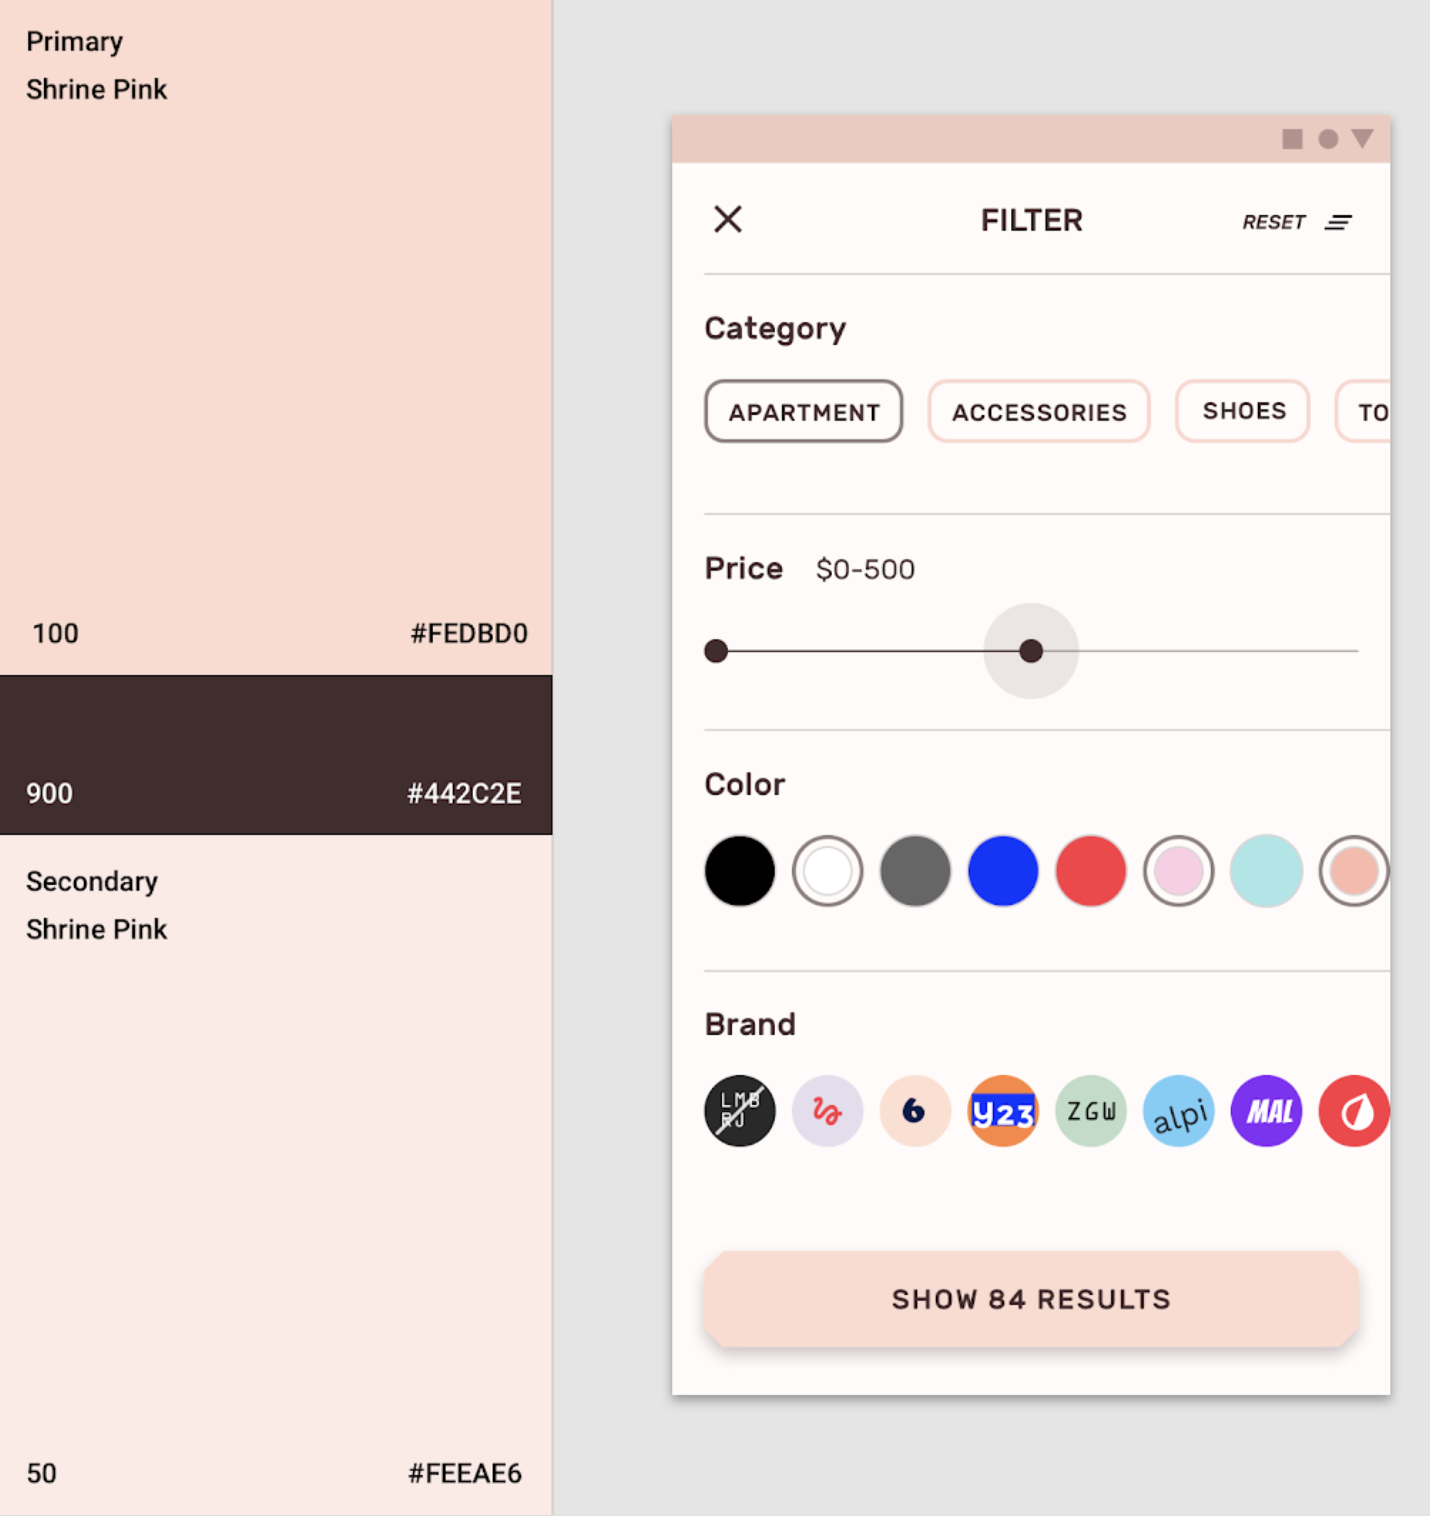 Primary
Shrine Pink
100 #FEDBD0
900 #442C2E
Secondary
Shrine Pink
50 #FEEAE6
FILTER RESET
Category
APARTMENT ACCESSORIES SHOES TO
Price $0-500
Color
Brand
LMB
RJ
6
y23
ZGW
alpi
MAL
SHOW 84 RESULTS